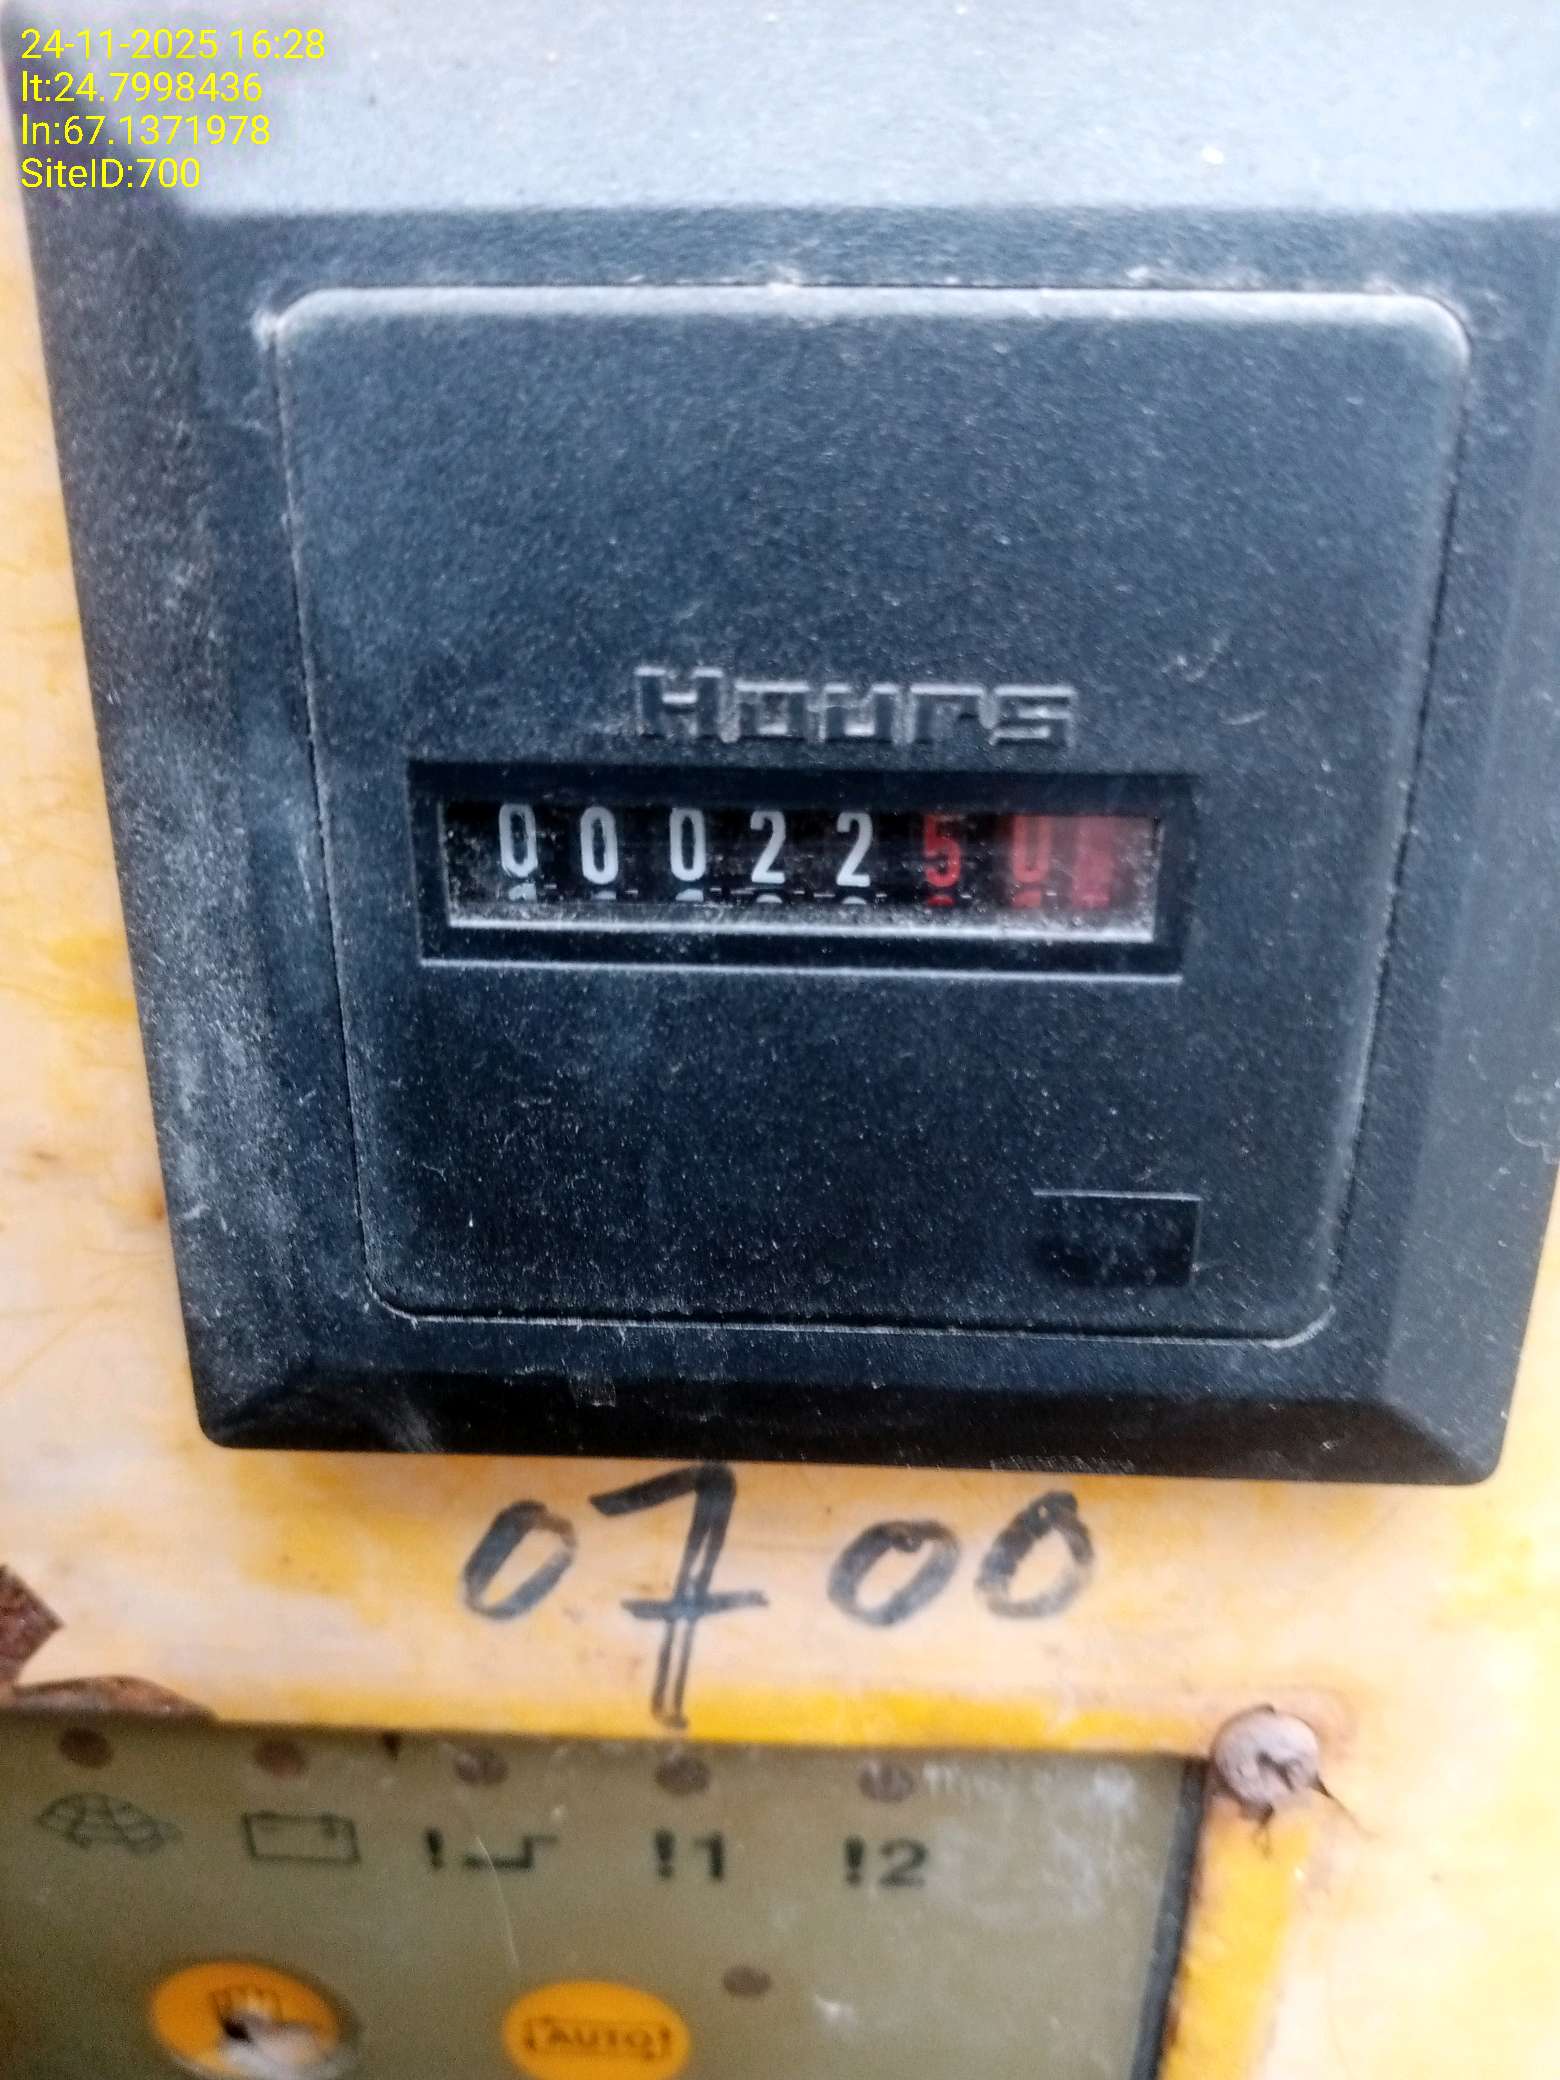 24-11-2025 16:28
lt:24.7998436
ln:67.1371978
SiteID:700
Hours
0002250
0700
!1 !2
AUTO